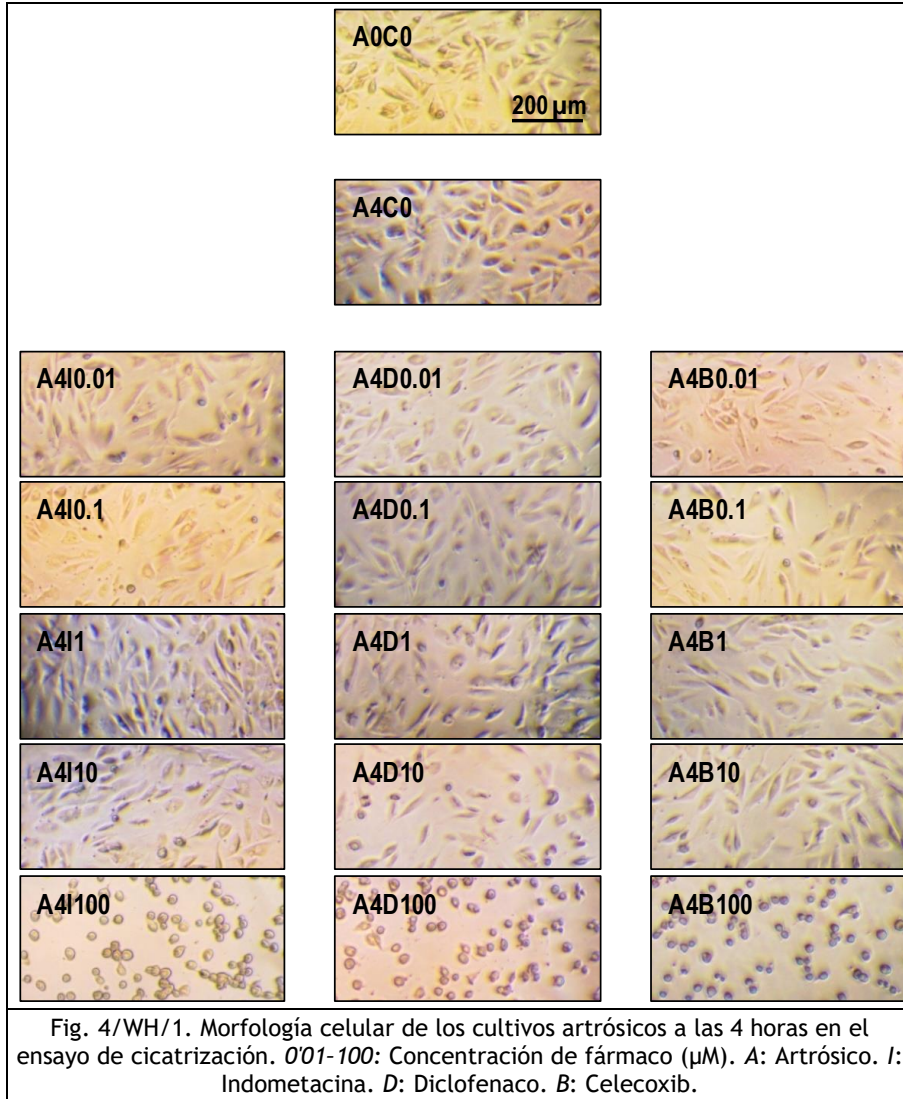 A0C0
200 µm
A4C0
A4I0.01
A4D0.01
A4B0.01
A4I0.1
A4D0.1
A4B0.1
A4I1
A4D1
A4B1
A4I10
A4D10
A4B10
A4I100
A4D100
A4B100
Fig. 4/WH/1. Morfología celular de los cultivos artrósicos a las 4 horas en el
ensayo de cicatrización. 0'01-100: Concentración de fármaco (µM). A: Artrósico. I:
Indometacina. D: Diclofenaco. B: Celecoxib.